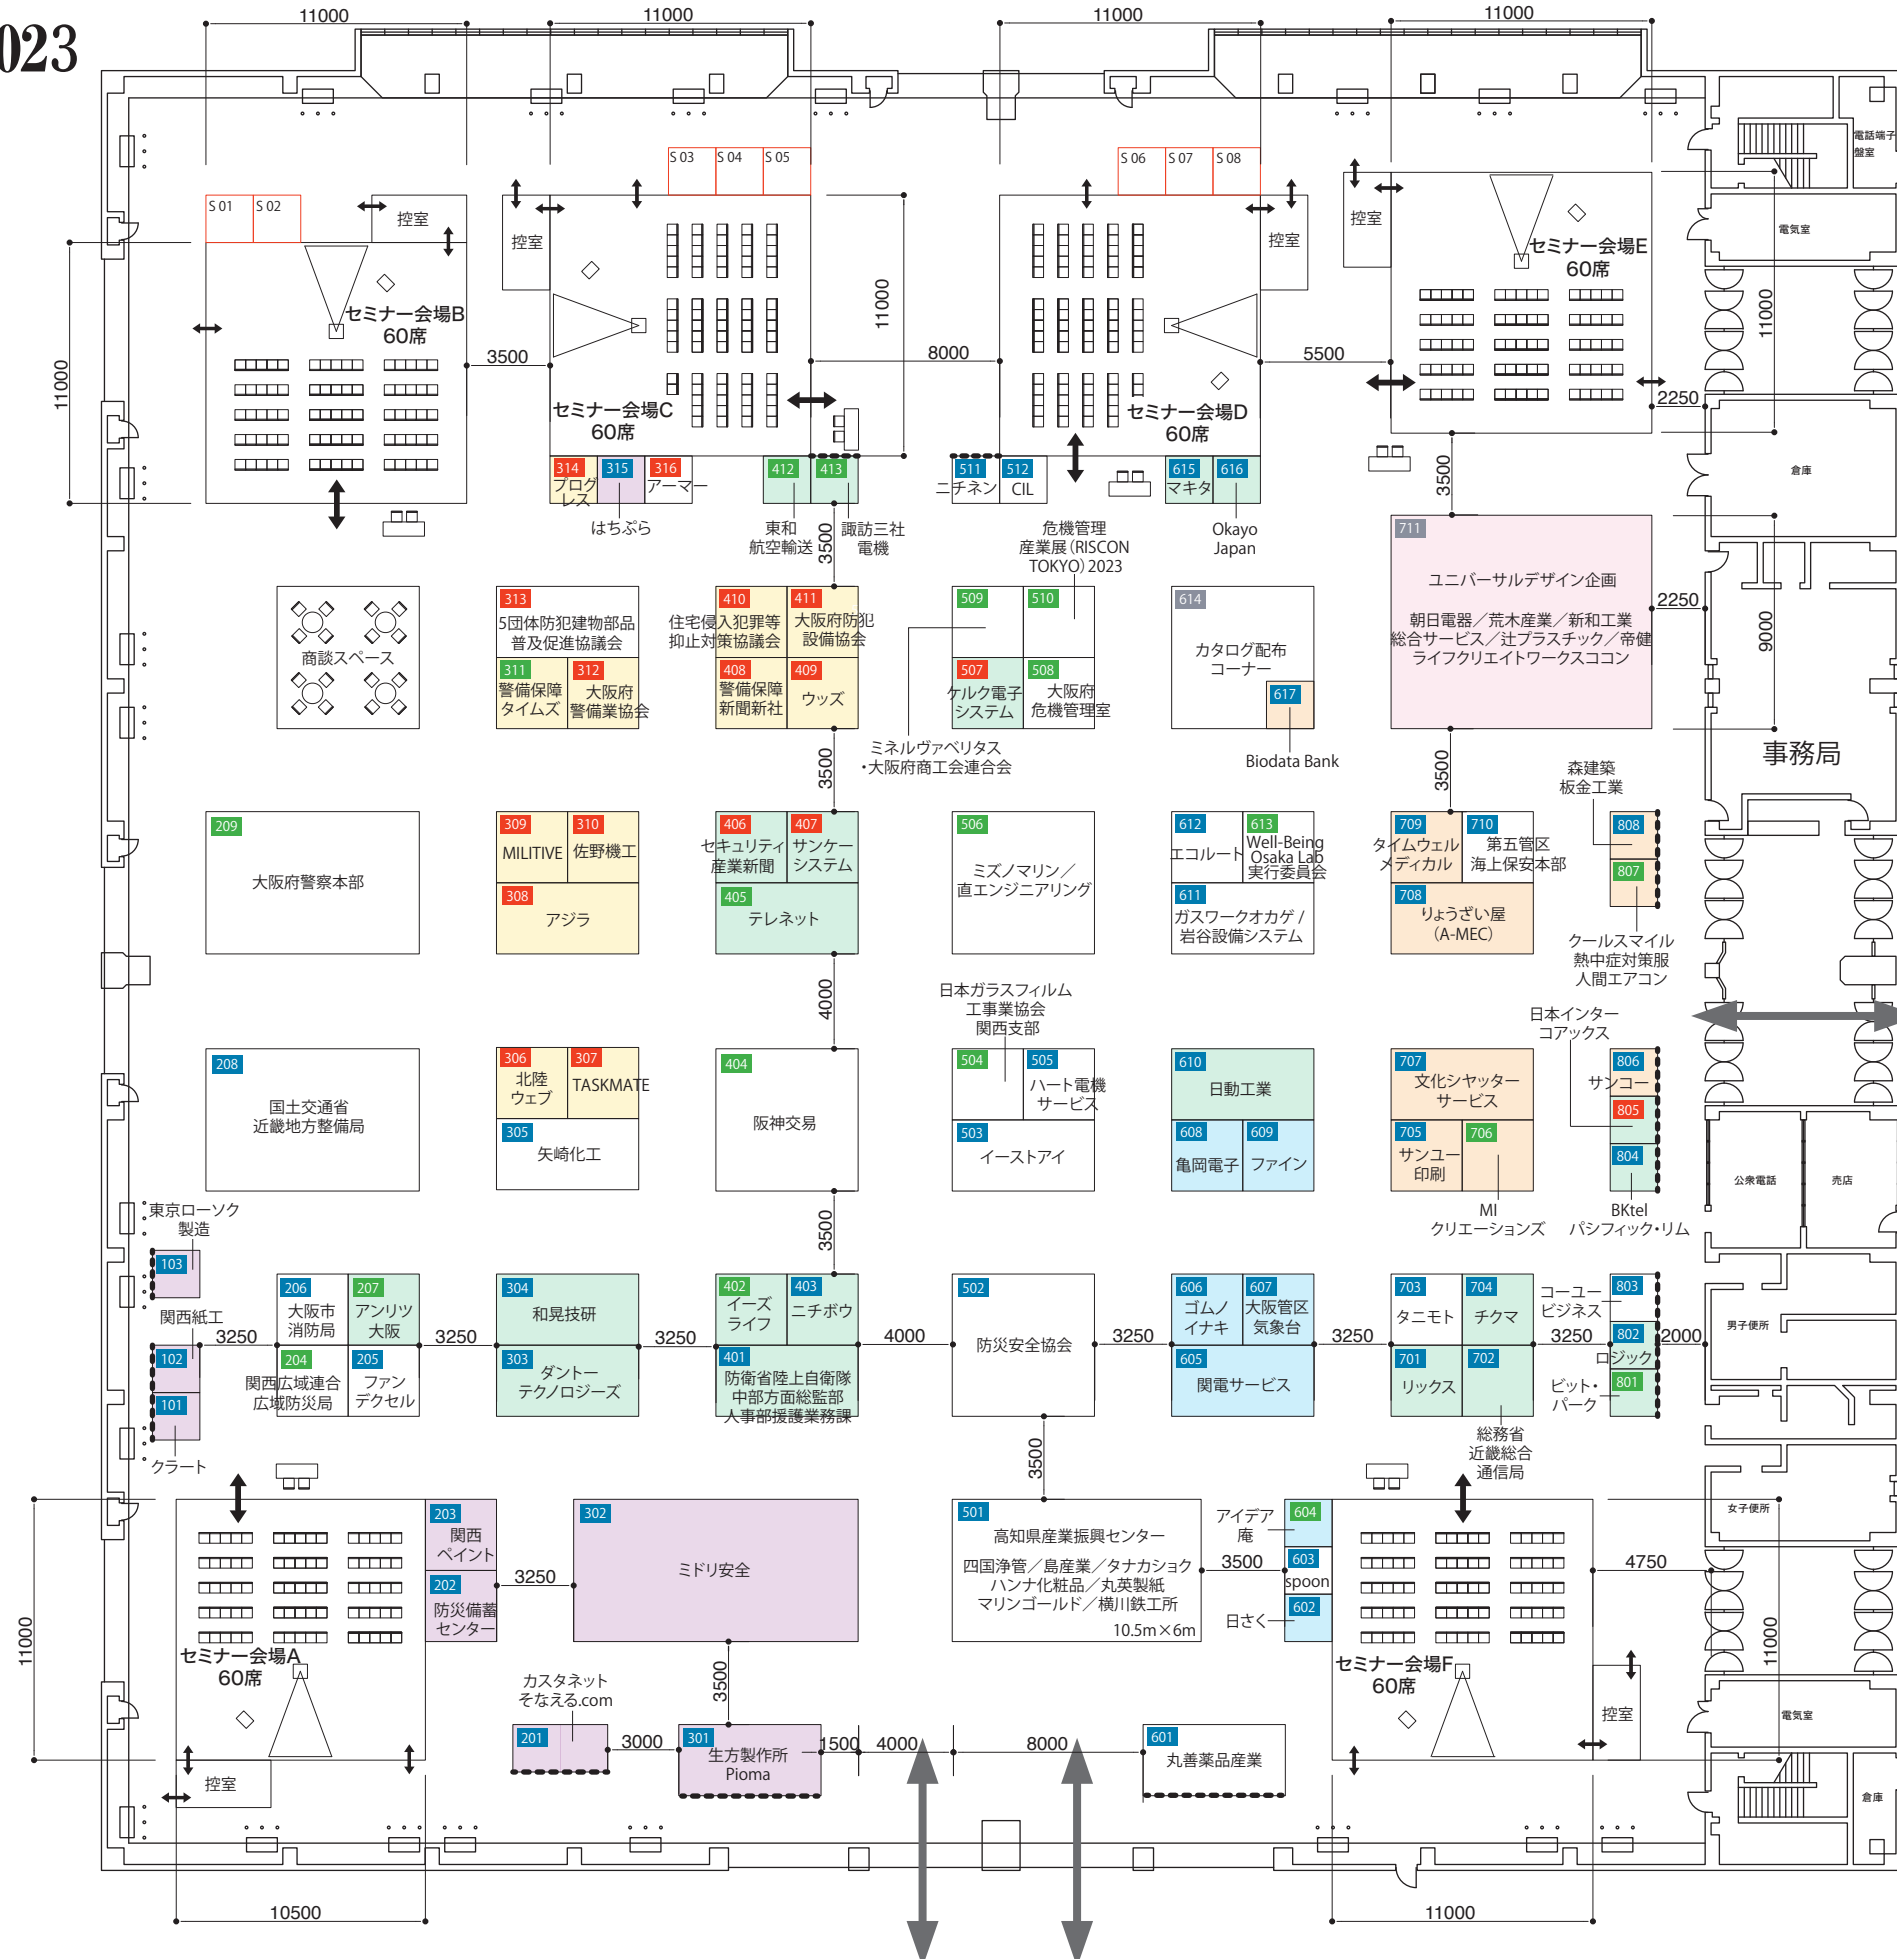 023
11000
11000
11000
11000
S 01
S 02
控室
S 03
S 04
S 05
S 06
S 07
S 08
控室
控室
控室
電話端子
盤室
電気室
セミナー会場B
60席
セミナー会場C
60席
セミナー会場D
60席
セミナー会場E
60席
11000
3500
11000
8000
5500
2250
11000
倉庫
314
プログ
レス
315
はちぷら
316
アーマー
412
東和
航空輸送
413
諏訪三社
電機
3500
511
ニチネン
512
CIL
615
マキタ
616
Okayo
Japan
3500
危機管理
産業展(RISCON
TOKYO)2023
商談スペース
313
5団体防犯建物部品
普及促進協議会
311
警備保障
タイムズ
312
大阪府
警備業協会
410
住宅侵入犯罪等
抑止対策協議会
411
大阪府防犯
設備協会
408
警備保障
新聞新社
409
ウッズ
509
510
507
ケルク電子
システム
508
大阪府
危機管理室
ミネルヴァベリタス
・大阪府商工会連合会
614
カタログ配布
コーナー
617
Biodata Bank
711
ユニバーサルデザイン企画
朝日電器／荒木産業／新和工業
総合サービス／辻プラスチック／帝健
ライフクリエイトワークスココン
2250
9000
事務局
3500
3500
209
大阪府警察本部
309
MILITIVE
310
佐野機工
308
アジラ
406
セキュリティ
産業新聞
407
サンケー
システム
405
テレネット
506
ミズノマリン／
直エンジニアリング
612
エコルート
613
Well-Being
Osaka Lab
実行委員会
611
ガスワークオカゲ /
岩谷設備システム
709
タイムウェル
メディカル
710
第五管区
海上保安本部
708
りょうざい屋
(A-MEC)
森建築
板金工業
808
807
クールスマイル
熱中症対策服
人間エアコン
4000
208
国土交通省
近畿地方整備局
306
北陸
ウェブ
307
TASKMATE
305
矢崎化工
404
阪神交易
日本ガラスフィルム
工事業協会
関西支部
504
505
ハート電機
サービス
503
イーストアイ
610
日動工業
608
亀岡電子
609
ファイン
707
文化シヤッター
サービス
705
サンユー
印刷
706
MI
クリエーションズ
日本インター
コアックス
806
サンコー
805
804
BKtel
パシフィック・リム
公衆電話
売店
3500
東京ローソク
製造
103
関西紙工
102
101
クラート
3250
206
大阪市
消防局
207
アンリツ
大阪
204
関西広域連合
広域防災局
205
ファン
デクセル
3250
304
和晃技研
303
ダントー
テクノロジーズ
3250
402
イーズ
ライフ
403
ニチボウ
401
防衛省陸上自衛隊
中部方面総監部
人事部援護業務課
4000
502
防災安全協会
3250
606
ゴムノ
イナキ
607
大阪管区
気象台
605
関電サービス
3250
703
タニモト
704
チクマ
701
リックス
702
総務省
近畿総合
通信局
3250
コーユー
ビジネス
803
802
ロジック
801
ビット・
パーク
2000
男子便所
女子便所
3500
11000
セミナー会場A
60席
控室
203
関西
ペイント
202
防災備蓄
センター
3250
302
ミドリ安全
3500
501
高知県産業振興センター
四国浄管／島産業／タナカショク
ハンナ化粧品／丸英製紙
マリンゴールド／横川鉄工所
10.5m×6m
3500
アイデア
庵
604
603
spoon
602
日さく
セミナー会場F
60席
控室
4750
11000
電気室
倉庫
カスタネット
そなえる.com
201
3000
301
生方製作所
Pioma
1500
4000
8000
601
丸善薬品産業
10500
11000